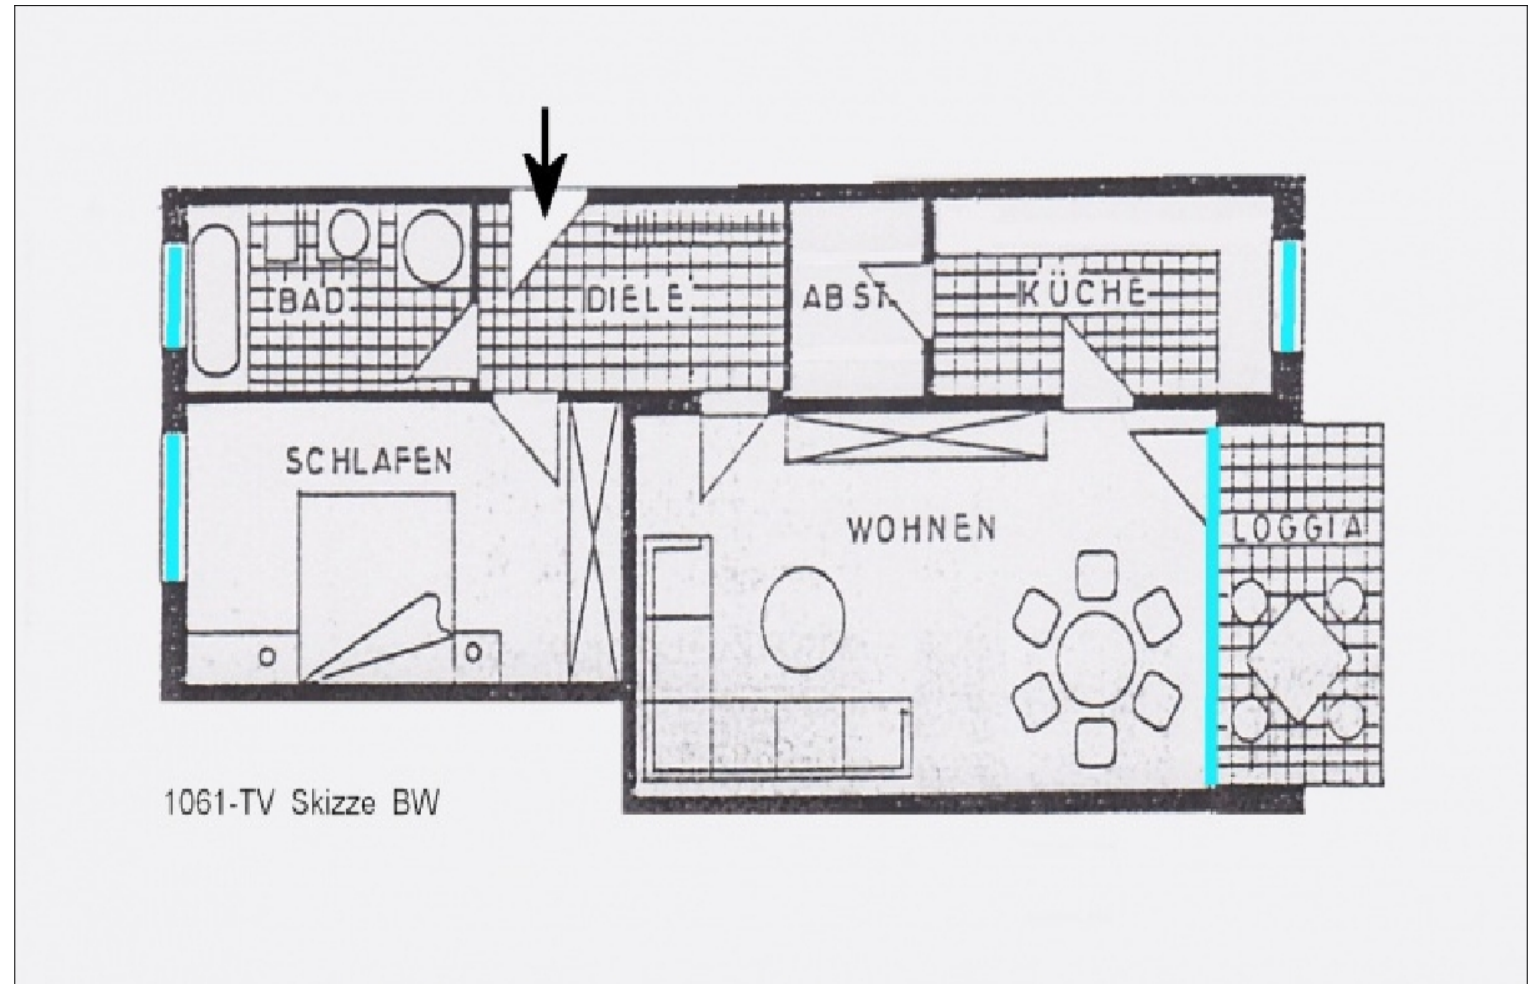 BAD
DIELE
ABST.
KÜCHE
SCHLAFEN
WOHNEN
LOGGIA
1061-TV Skizze BW